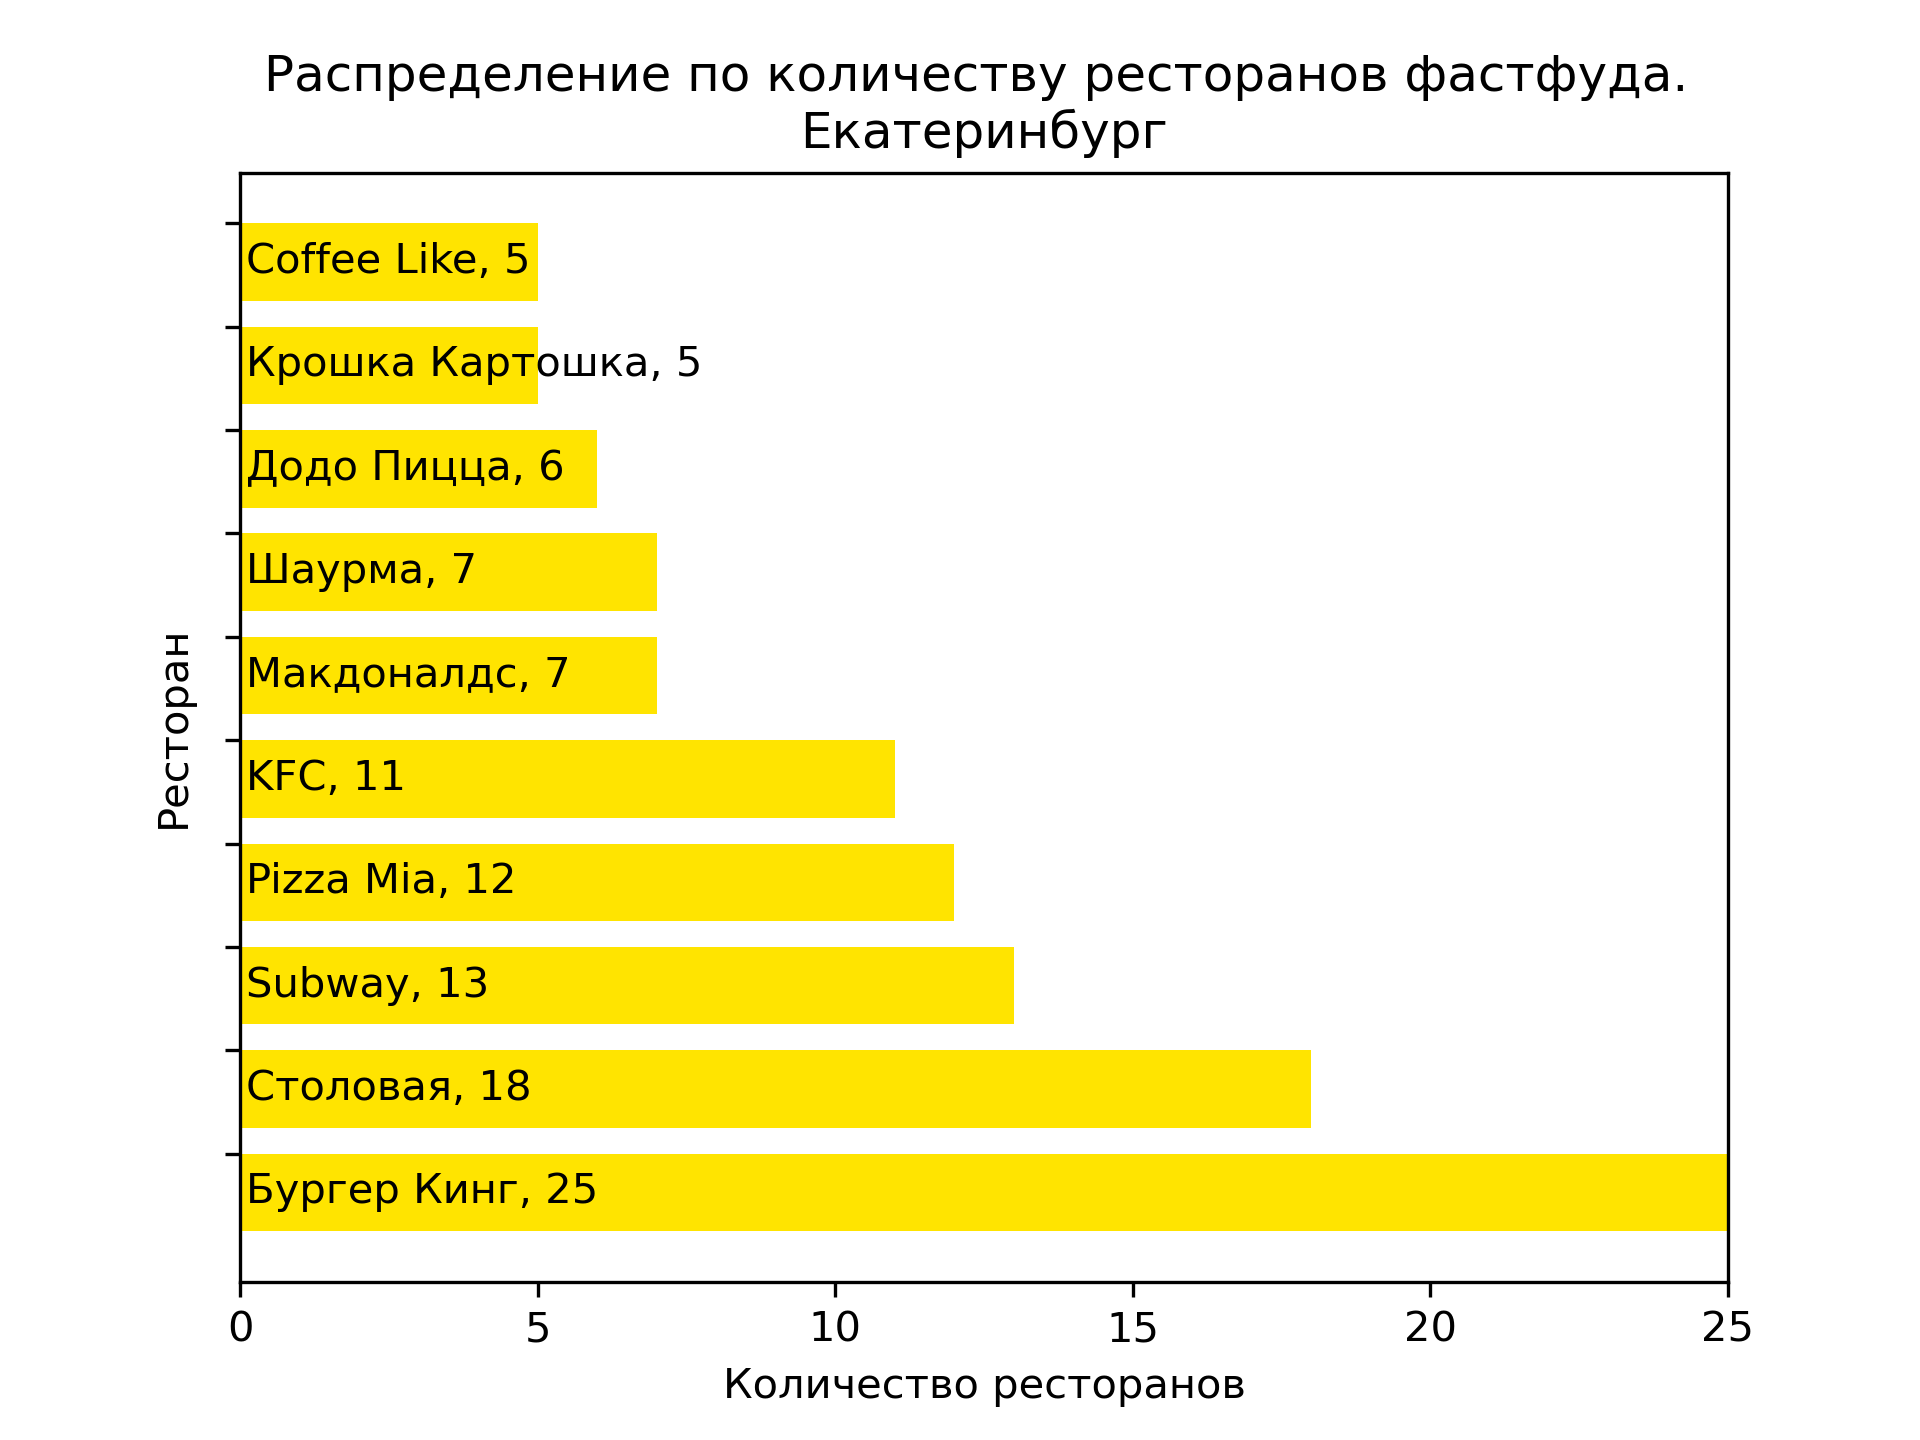 Распределение по количеству ресторанов фастфуда.
Екатеринбург
Coffee Like, 5
Крошка Картошка, 5
Додо Пицца, 6
Шаурма, 7
Макдоналдс, 7
KFC, 11
Pizza Mia, 12
Subway, 13
Столовая, 18
Бургер Кинг, 25
Ресторан
0 5 10 15 20 25
Количество ресторанов